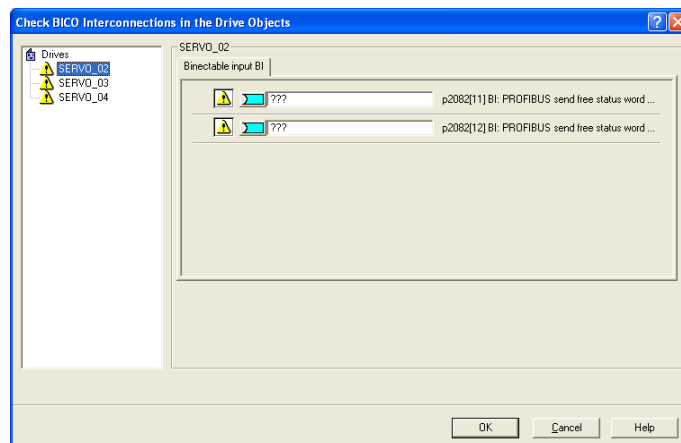 Check BICO Interconnections in the Drive Objects
Drives
SERVO_02
SERVO_03
SERVO_04
SERVO_02
Binectable input BI
??? p2082[11] BI: PROFIBUS send free status word ...
??? p2082[12] BI: PROFIBUS send free status word ...
OK Cancel Help